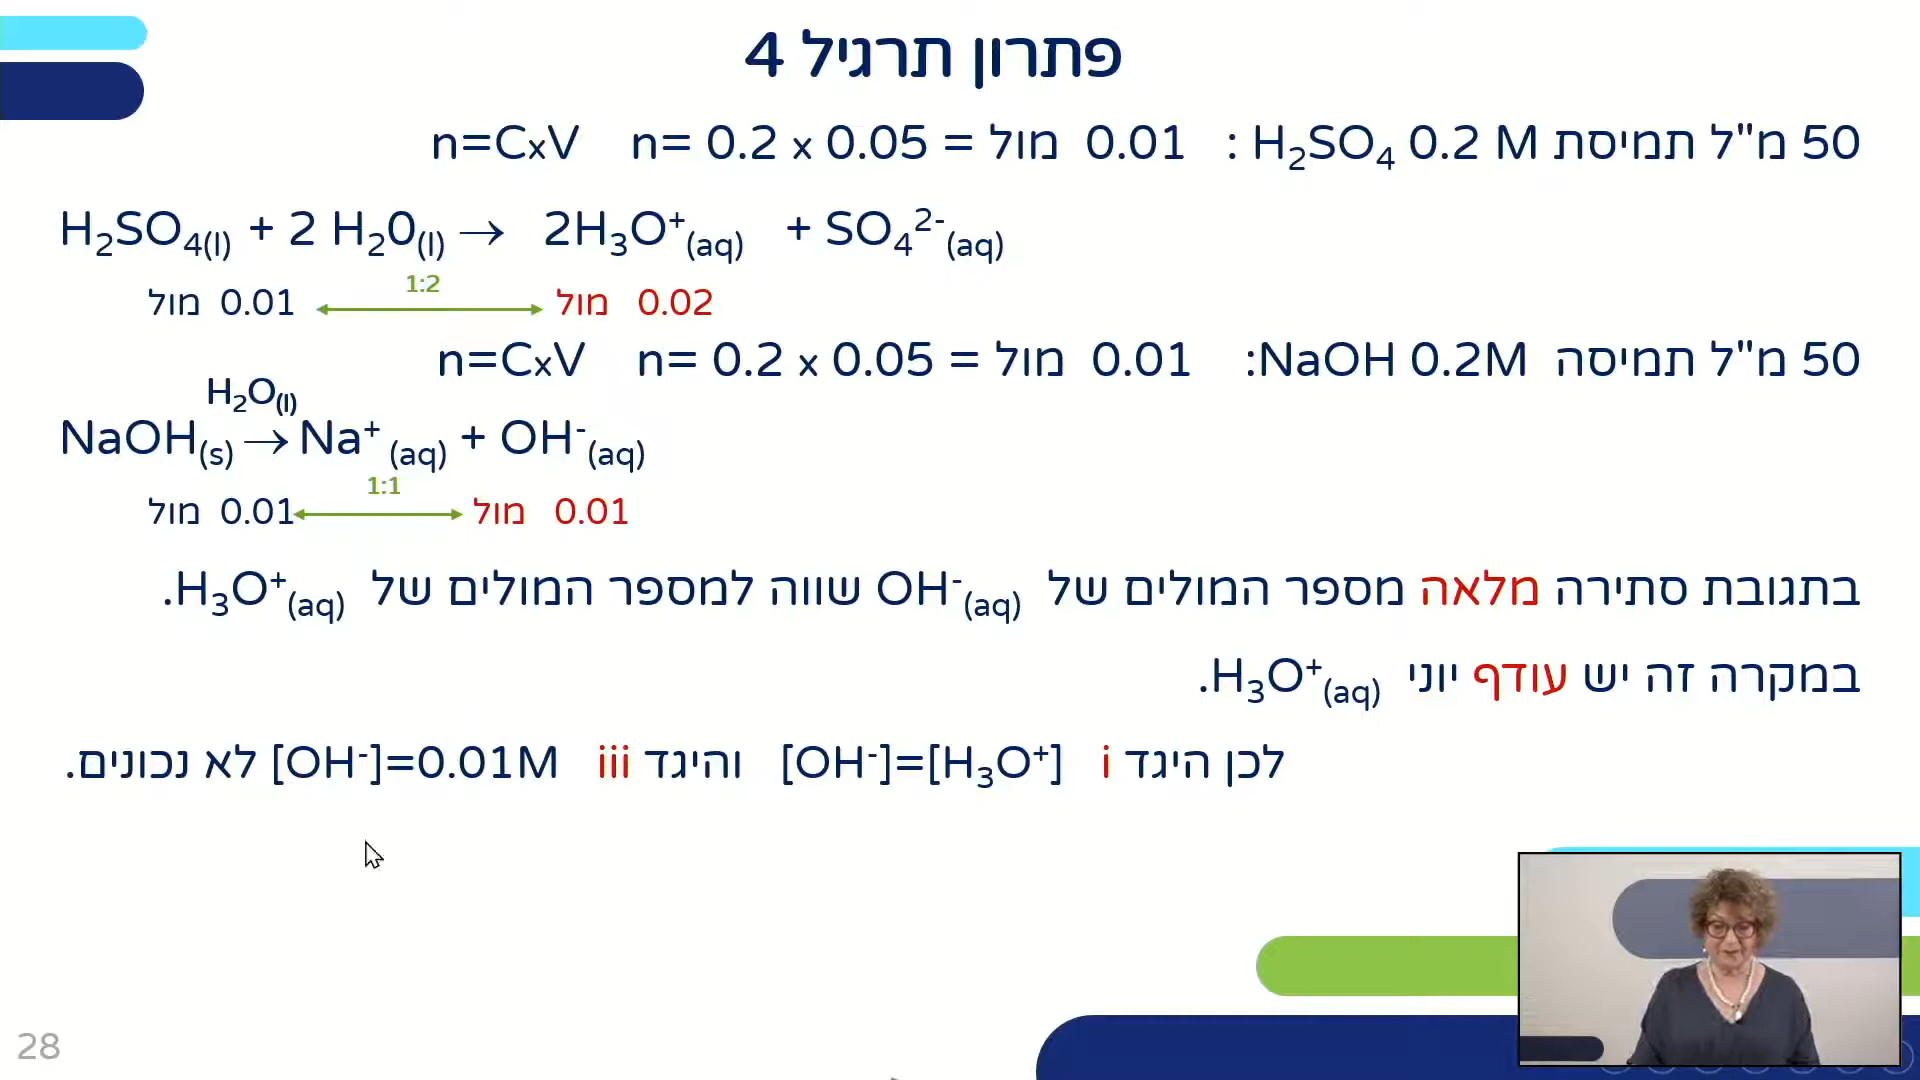 פתרון תרגיל 4
50 מ"ל תמיסת H₂SO₄ 0.2 M : n=CxV n= 0.2 x 0.05 = מול 0.01
H₂SO₄(l) + 2 H₂0(l) → 2H₃O⁺(aq) + SO₄²⁻(aq)
1:2
0.01 מול 0.02 מול
50 מ"ל תמיסה NaOH 0.2M: n=CxV n= 0.2 x 0.05 = מול 0.01
H₂O(l)
NaOH(s) → Na⁺(aq) + OH⁻(aq)
1:1
0.01 מול 0.01 מול
בתגובת סתירה מלאה מספר המולים של OH⁻(aq) שווה למספר המולים של H₃O⁺(aq).
במקרה זה יש עודף יוני H₃O⁺(aq).
לכן היגד i [OH⁻]=[H₃O⁺] והיגד iii [OH⁻]=0.01M לא נכונים.
28